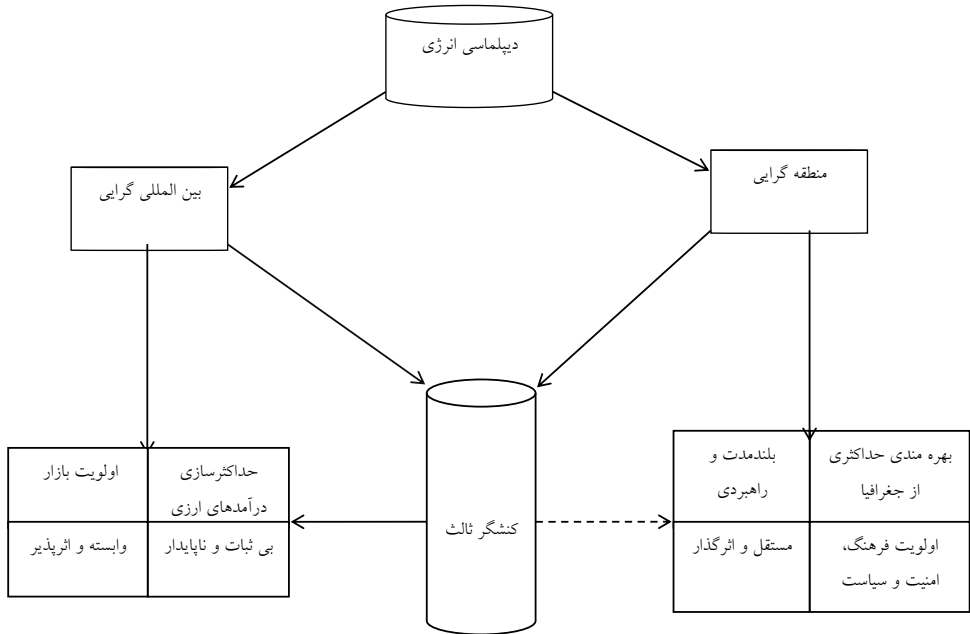 دیپلماسی انرژی
منطقه گرایی
بین المللی گرایی
بهره مندی حداکثری
از جغرافیا
بلندمدت و
راهبردی
اولویت فرهنگ،
امنیت و سیاست
مستقل و اثرگذار
کنشگر ثالث
حداکثرسازی
درآمدهای ارزی
اولویت بازار
بی ثبات و ناپایدار
وابسته و اثرپذیر